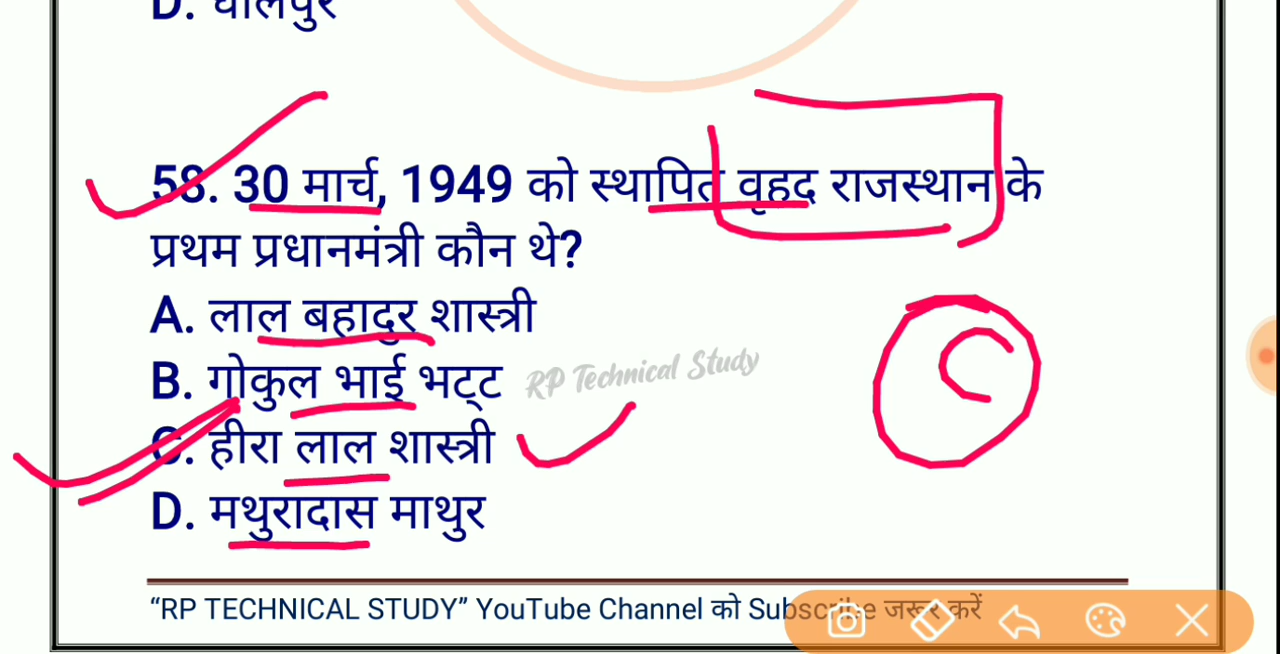 D. धौलपुर
58. 30 मार्च, 1949 को स्थापित वृहद राजस्थान के
प्रथम प्रधानमंत्री कौन थे?
A. लाल बहादुर शास्त्री
B. गोकुल भाई भट्ट
RP Technical Study
C. हीरा लाल शास्त्री
D. मथुरादास माथुर
C
“RP TECHNICAL STUDY” YouTube Channel को Subscribe जरूर करें